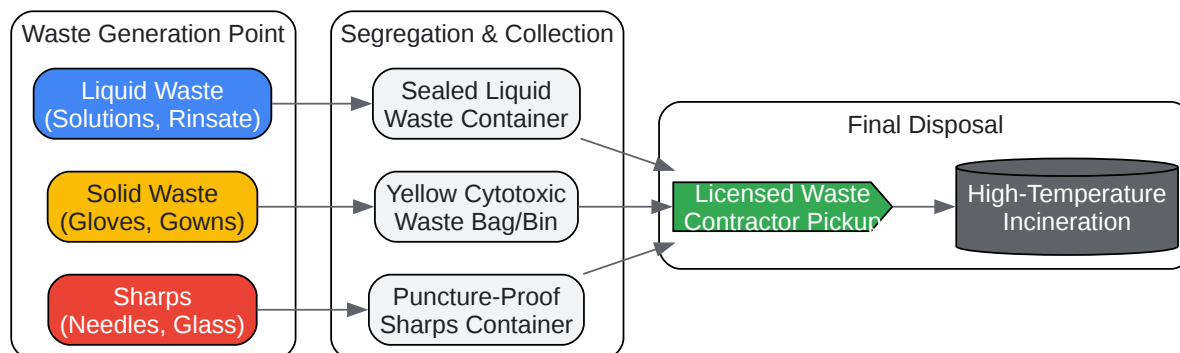 Waste Generation Point
Liquid Waste
(Solutions, Rinsate)
Solid Waste
(Gloves, Gowns)
Sharps
(Needles, Glass)
Segregation & Collection
Sealed Liquid
Waste Container
Yellow Cytotoxic
Waste Bag/Bin
Puncture-Proof
Sharps Container
Final Disposal
Licensed Waste
Contractor Pickup
High-Temperature
Incineration